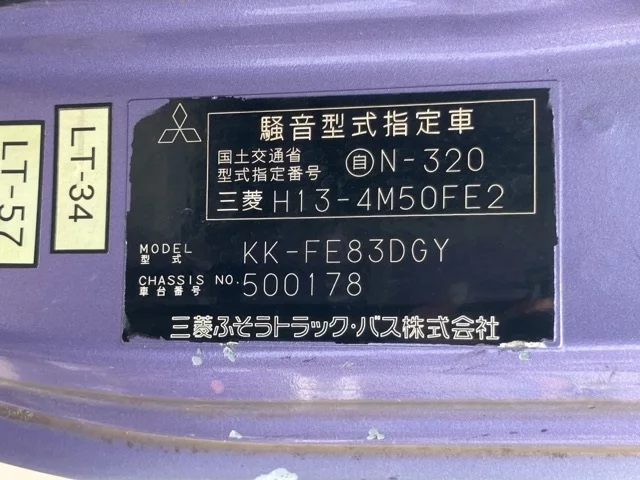 LT-57
LT-34
騒音型式指定車
国土交通省
型式指定番号 ㊀N-320
三菱 H13-4M50FE2
MODEL
型式 KK-FE83DGY
CHASSIS NO.
車台番号 500178
三菱ふそうトラック・バス株式会社